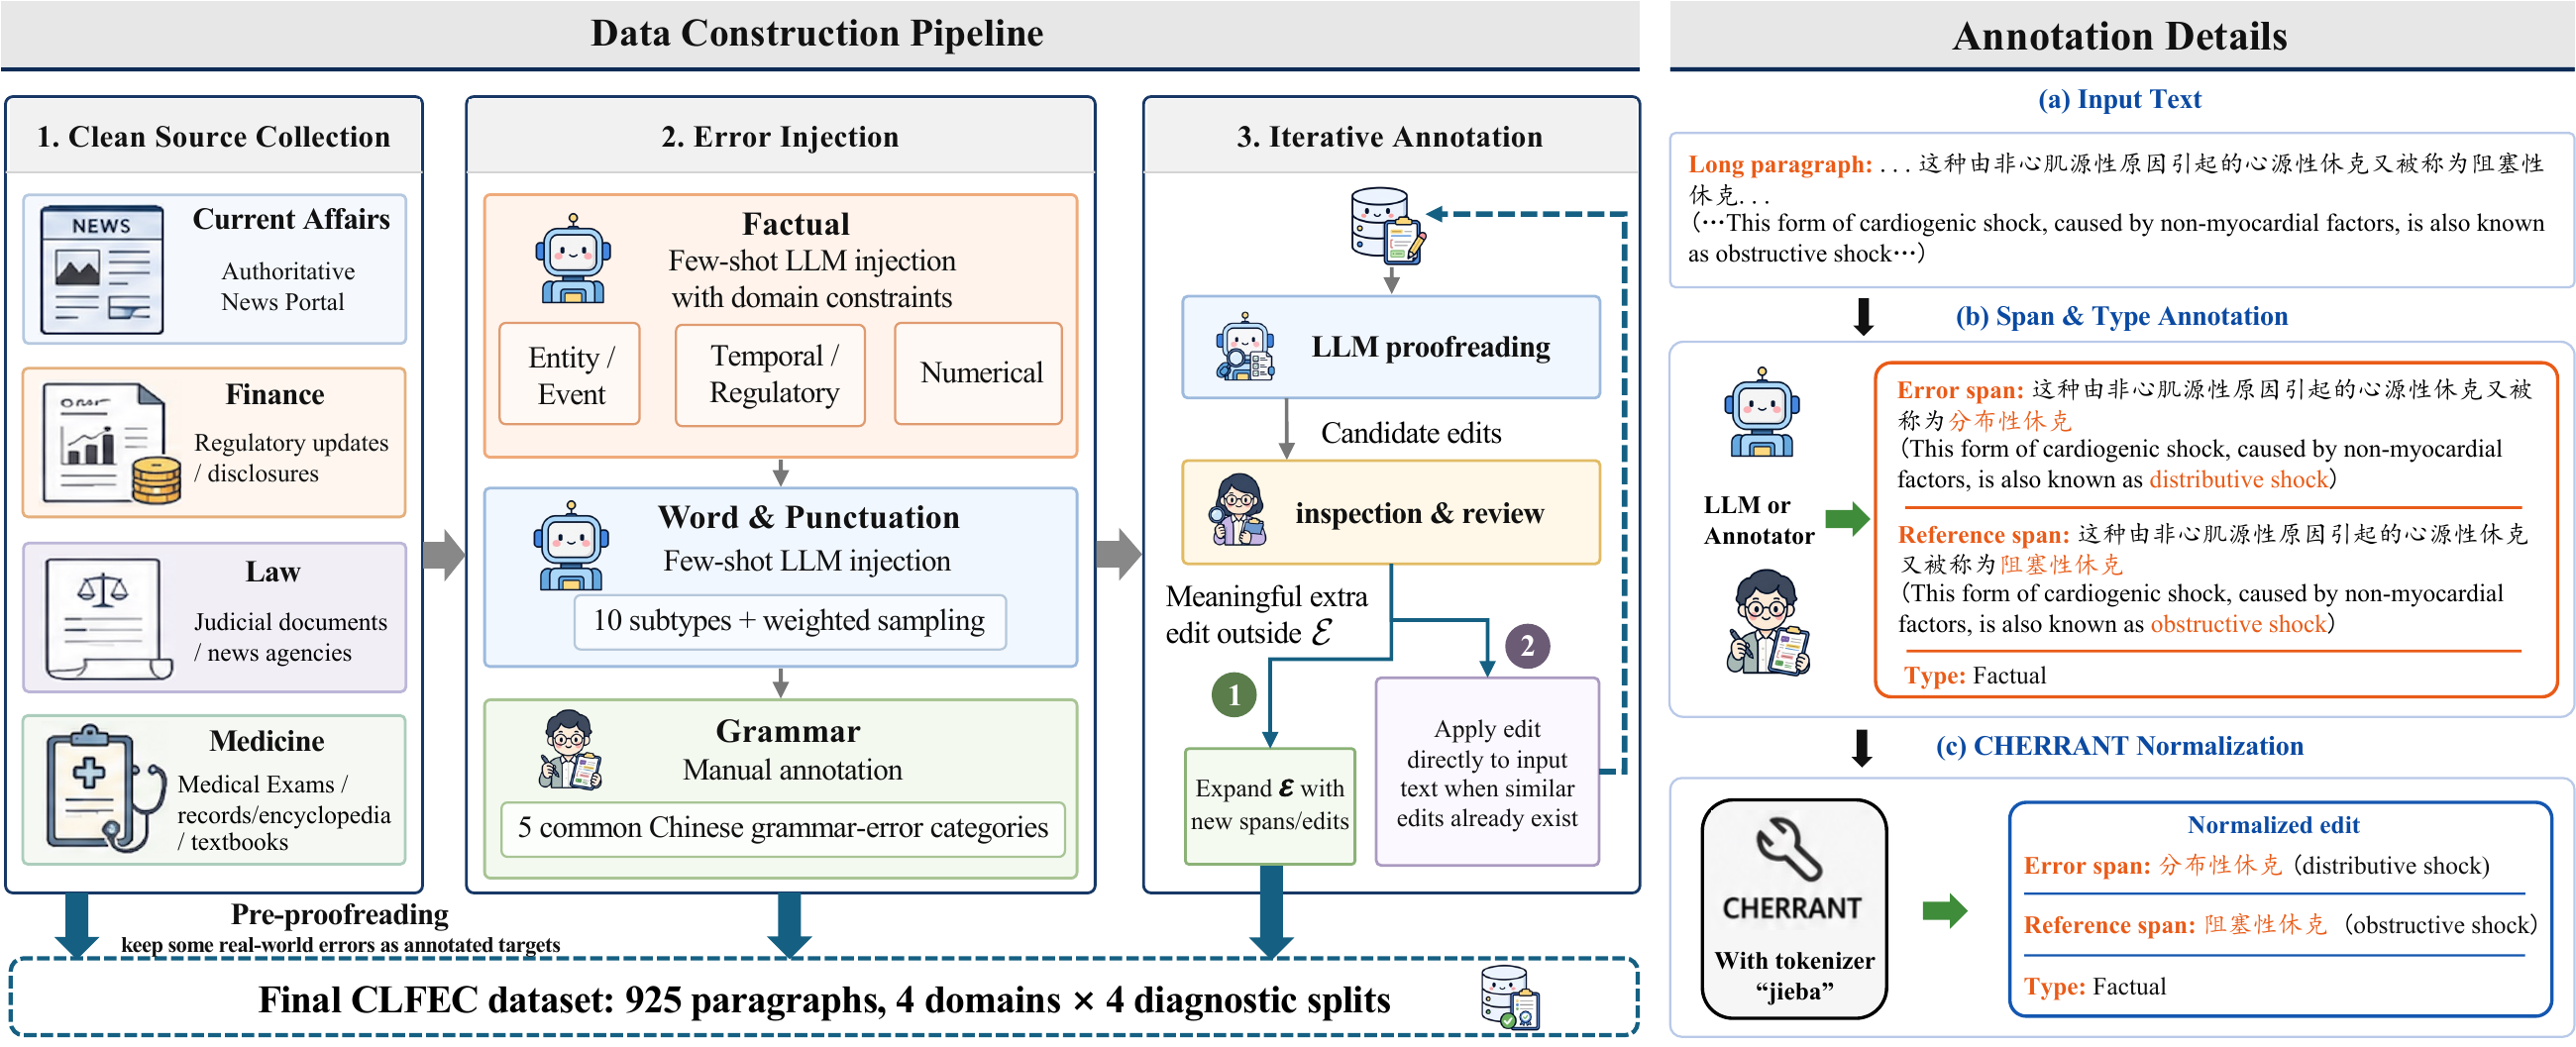 Data Construction Pipeline
1. Clean Source Collection
NEWS
Current Affairs
Authoritative
News Portal
Finance
Regulatory updates
/ disclosures
Law
Judicial documents
/ news agencies
Medicine
Medical Exams /
records/encyclopedia
/ textbooks
2. Error Injection
Factual
Few-shot LLM injection
with domain constraints
Entity /
Event
Temporal /
Regulatory
Numerical
Word & Punctuation
Few-shot LLM injection
10 subtypes + weighted sampling
Grammar
Manual annotation
5 common Chinese grammar-error categories
3. Iterative Annotation
LLM proofreading
Candidate edits
inspection & review
Meaningful extra
edit outside ℰ
1
2
Expand ℰ with
new spans/edits
Apply edit
directly to input
text when similar
edits already exist
Pre-proofreading
keep some real-world errors as annotated targets
Final CLFEC dataset: 925 paragraphs, 4 domains × 4 diagnostic splits
Annotation Details
(a) Input Text
Long paragraph: . . . 这种由非心肌源性原因引起的心源性休克又被称为阻塞性
休克. . .
(⋯This form of cardiogenic shock, caused by non-myocardial factors, is also known
as obstructive shock⋯)
(b) Span & Type Annotation
LLM or
Annotator
Error span: 这种由非心肌源性原因引起的心源性休克又被
称为分布性休克
(This form of cardiogenic shock, caused by non-myocardial
factors, is also known as distributive shock)
Reference span: 这种由非心肌源性原因引起的心源性休克
又被称为阻塞性休克
(This form of cardiogenic shock, caused by non-myocardial
factors, is also known as obstructive shock)
Type: Factual
(c) CHERRANT Normalization
CHERRANT
With tokenizer
“jieba”
Normalized edit
Error span: 分布性休克 (distributive shock)
Reference span: 阻塞性休克 (obstructive shock)
Type: Factual